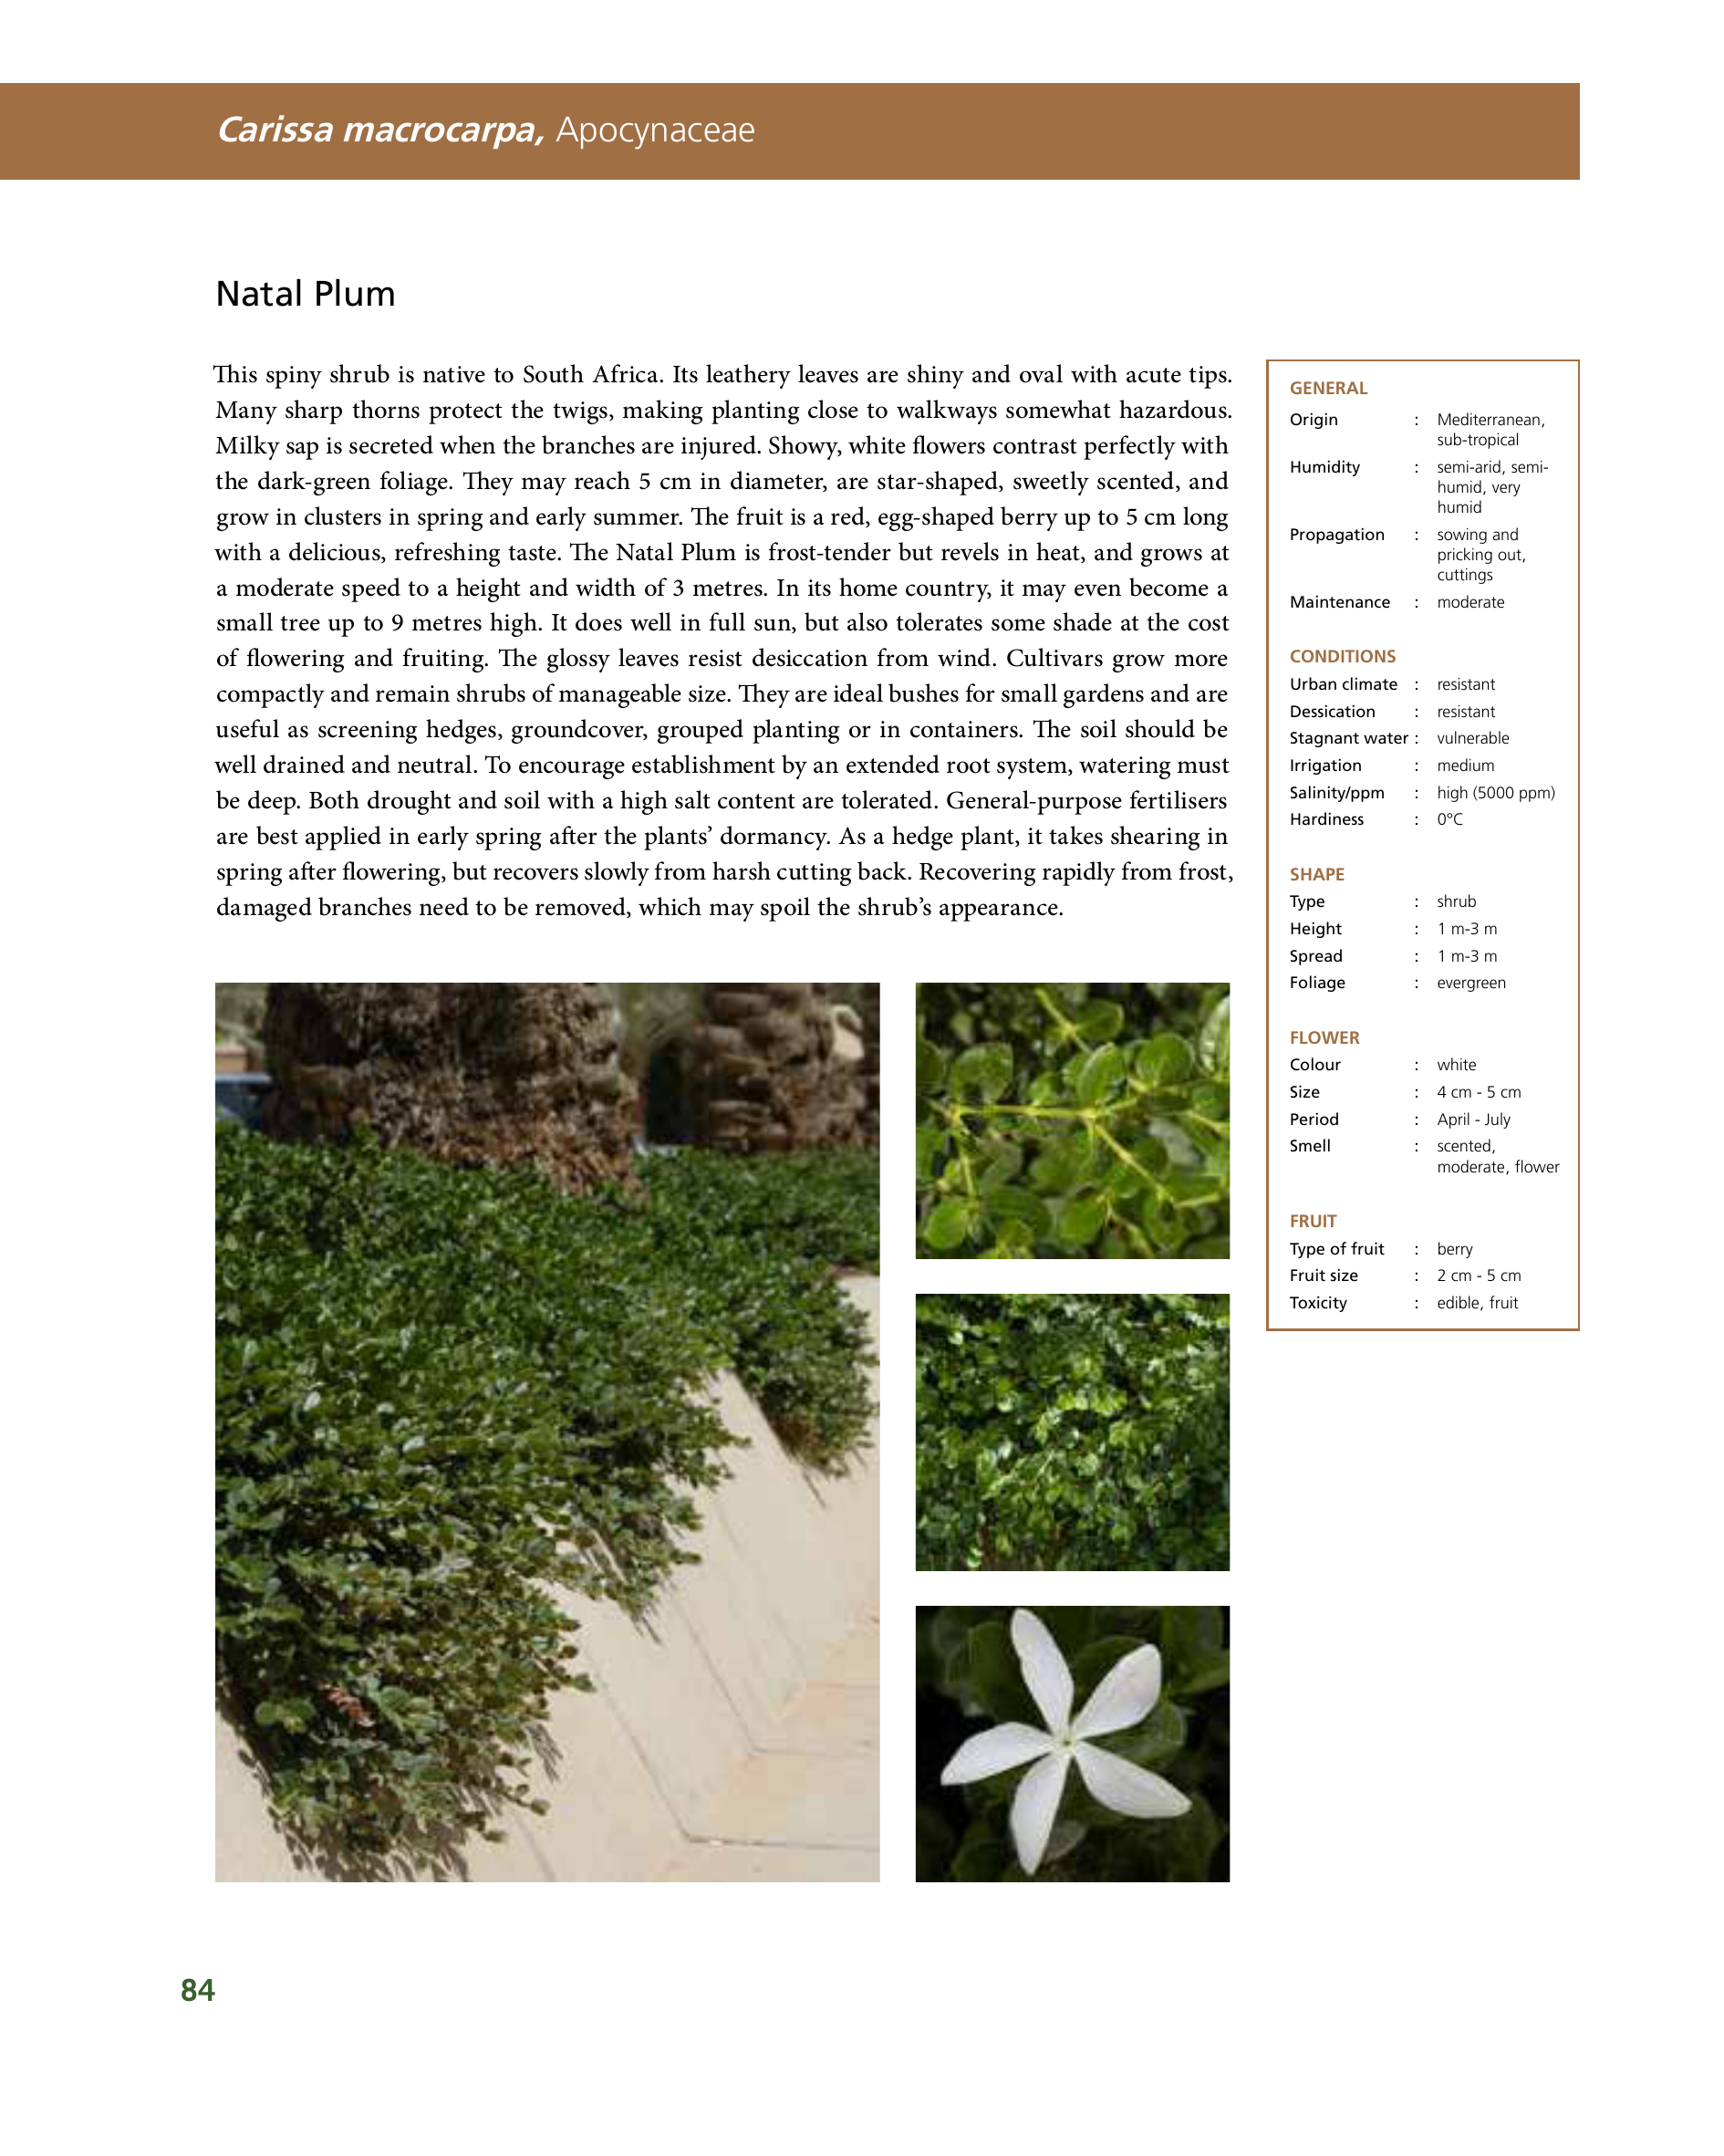 Carissa macrocarpa, Apocynaceae
Natal Plum
This spiny shrub is native to South Africa. Its leathery leaves are shiny and oval with acute tips.
Many sharp thorns protect the twigs, making planting close to walkways somewhat hazardous.
Milky sap is secreted when the branches are injured. Showy, white flowers contrast perfectly with
the dark-green foliage. They may reach 5 cm in diameter, are star-shaped, sweetly scented, and
grow in clusters in spring and early summer. The fruit is a red, egg-shaped berry up to 5 cm long
with a delicious, refreshing taste. The Natal Plum is frost-tender but revels in heat, and grows at
a moderate speed to a height and width of 3 metres. In its home country, it may even become a
small tree up to 9 metres high. It does well in full sun, but also tolerates some shade at the cost
of flowering and fruiting. The glossy leaves resist desiccation from wind. Cultivars grow more
compactly and remain shrubs of manageable size. They are ideal bushes for small gardens and are
useful as screening hedges, groundcover, grouped planting or in containers. The soil should be
well drained and neutral. To encourage establishment by an extended root system, watering must
be deep. Both drought and soil with a high salt content are tolerated. General-purpose fertilisers
are best applied in early spring after the plants’ dormancy. As a hedge plant, it takes shearing in
spring after flowering, but recovers slowly from harsh cutting back. Recovering rapidly from frost,
damaged branches need to be removed, which may spoil the shrub’s appearance.
GENERAL
Origin : Mediterranean,
sub-tropical
Humidity : semi-arid, semi-
humid, very
humid
Propagation : sowing and
pricking out,
cuttings
Maintenance : moderate
CONDITIONS
Urban climate : resistant
Dessication : resistant
Stagnant water : vulnerable
Irrigation : medium
Salinity/ppm : high (5000 ppm)
Hardiness : 0°C
SHAPE
Type : shrub
Height : 1 m-3 m
Spread : 1 m-3 m
Foliage : evergreen
FLOWER
Colour : white
Size : 4 cm - 5 cm
Period : April - July
Smell : scented,
moderate, flower
FRUIT
Type of fruit : berry
Fruit size : 2 cm - 5 cm
Toxicity : edible, fruit
84